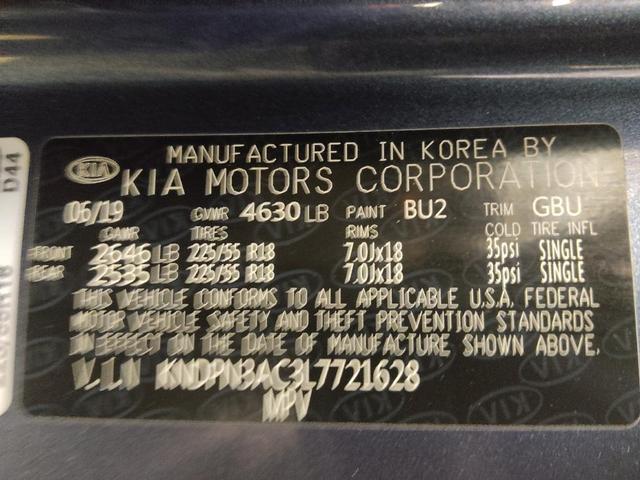 D44
KIA
MANUFACTURED IN KOREA BY
KIA MOTORS CORPORATION
06/19 GVWR 4630 LB PAINT BU2 TRIM GBU
GAWR TIRES RIMS COLD TIRE INFL
FRONT 2646 LB 225/55 R18 7.0Jx18 35psi SINGLE
REAR 2535 LB 225/55 R18 7.0Jx18 35psi SINGLE
THIS VEHICLE CONFORMS TO ALL APPLICABLE U.S.A. FEDERAL
MOTOR VEHICLE SAFETY AND THEFT PREVENTION STANDARDS
IN EFFECT ON THE DATE OF MANUFACTURE SHOWN ABOVE.
V.I.N KNDPN3AC3L7721628
MPV